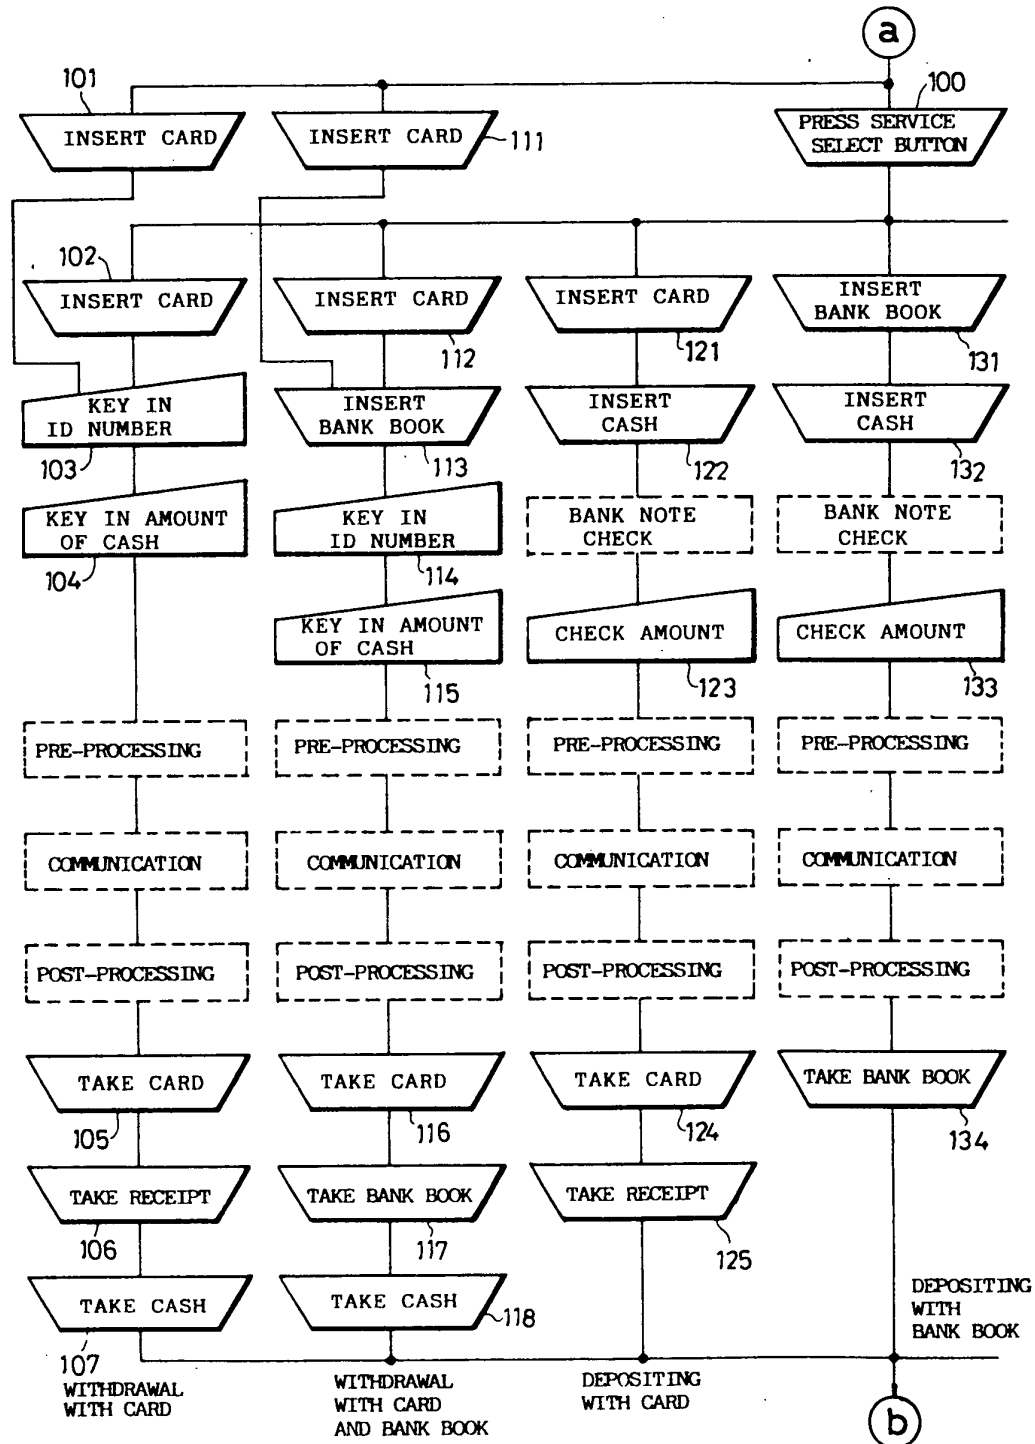 a
101
100
INSERT CARD
INSERT CARD
111
PRESS SERVICE
SELECT BUTTON
102
INSERT CARD
INSERT CARD
112
INSERT CARD
121
INSERT
BANK BOOK
131
KEY IN
ID NUMBER
103
INSERT
BANK BOOK
113
INSERT
CASH
122
INSERT
CASH
132
KEY IN AMOUNT
OF CASH
104
KEY IN
ID NUMBER
114
BANK NOTE
CHECK
BANK NOTE
CHECK
KEY IN AMOUNT
OF CASH
115
CHECK AMOUNT
123
CHECK AMOUNT
133
PRE-PROCESSING
PRE-PROCESSING
PRE-PROCESSING
PRE-PROCESSING
COMMUNICATION
COMMUNICATION
COMMUNICATION
COMMUNICATION
POST-PROCESSING
POST-PROCESSING
POST-PROCESSING
POST-PROCESSING
TAKE CARD
105
TAKE CARD
116
TAKE CARD
124
TAKE BANK BOOK
134
TAKE RECEIPT
106
TAKE BANK BOOK
117
TAKE RECEIPT
125
TAKE CASH
107
TAKE CASH
118
DEPOSITING
WITH
BANK BOOK
WITHDRAWAL
WITH CARD
WITHDRAWAL
WITH CARD
AND BANK BOOK
DEPOSITING
WITH CARD
b